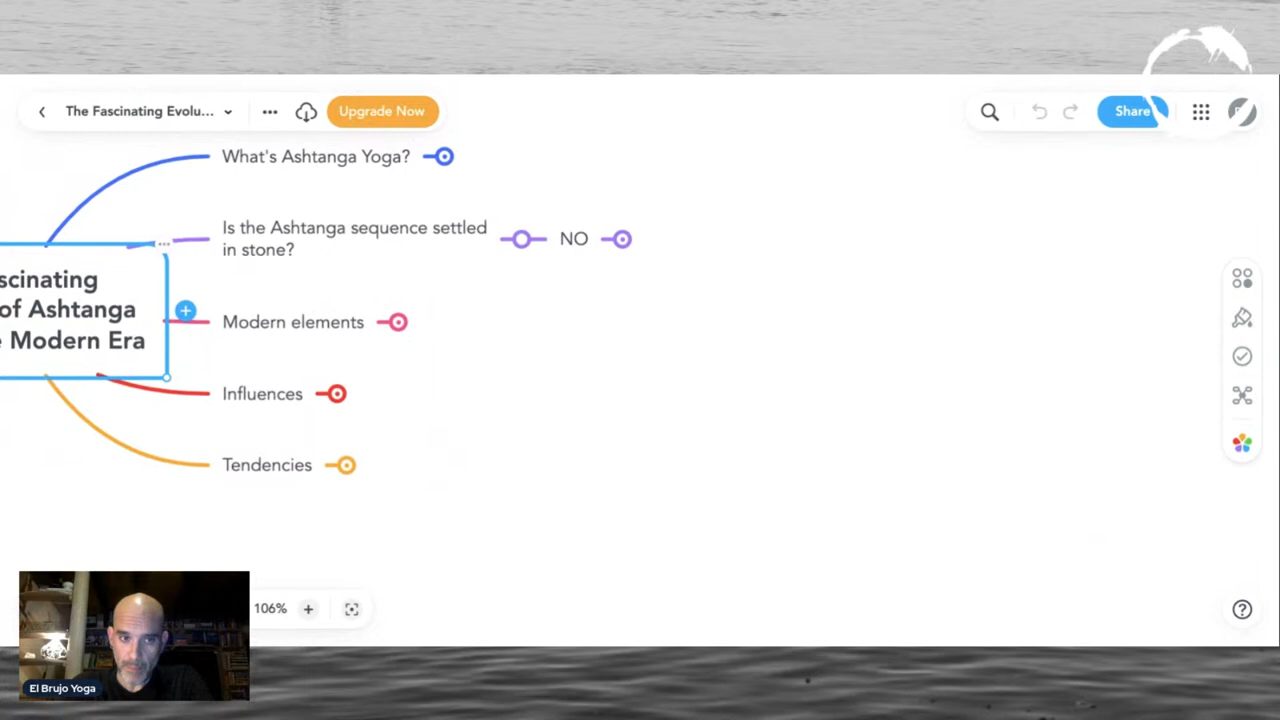 The Fascinating Evolu...
Upgrade Now
Share
What's Ashtanga Yoga?
Is the Ashtanga sequence settled
in stone?
NO
scinating
of Ashtanga
Modern Era
Modern elements
Influences
Tendencies
106%
El Brujo Yoga